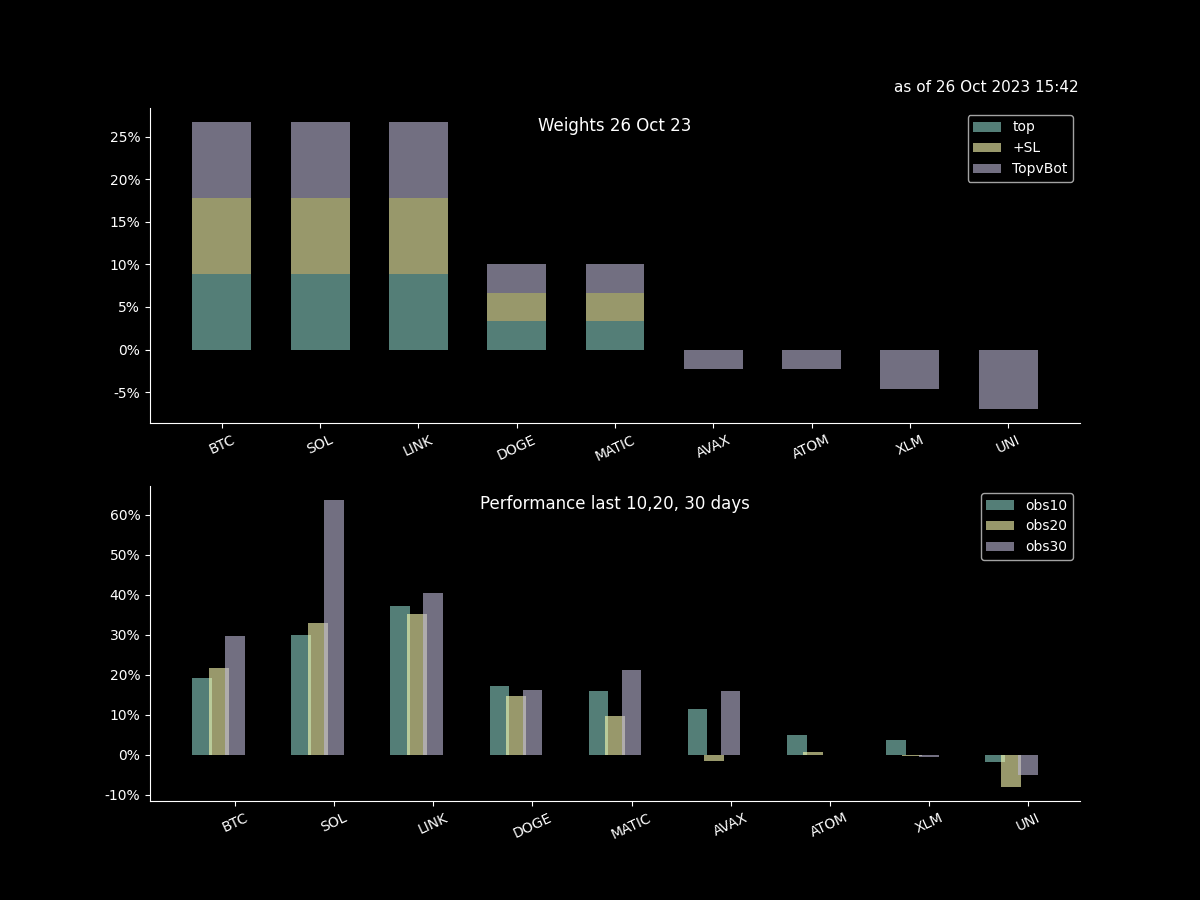 as of 26 Oct 2023 15:42
Weights 26 Oct 23
top
+SL
TopvBot
25%
20%
15%
10%
5%
0%
-5%
BTC SOL LINK DOGE MATIC AVAX ATOM XLM UNI
Performance last 10,20, 30 days
obs10
obs20
obs30
60%
50%
40%
30%
20%
10%
0%
-10%
BTC SOL LINK DOGE MATIC AVAX ATOM XLM UNI